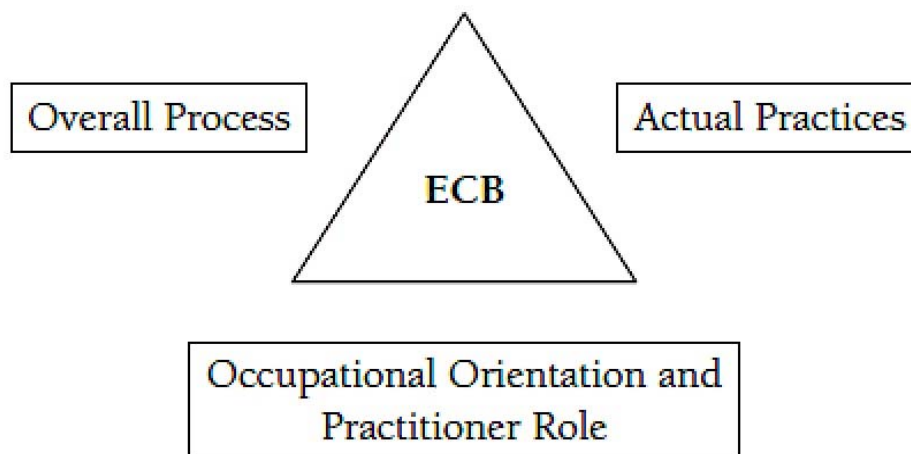 Overall Process
Actual Practices
ECB
Occupational Orientation and
Practitioner Role